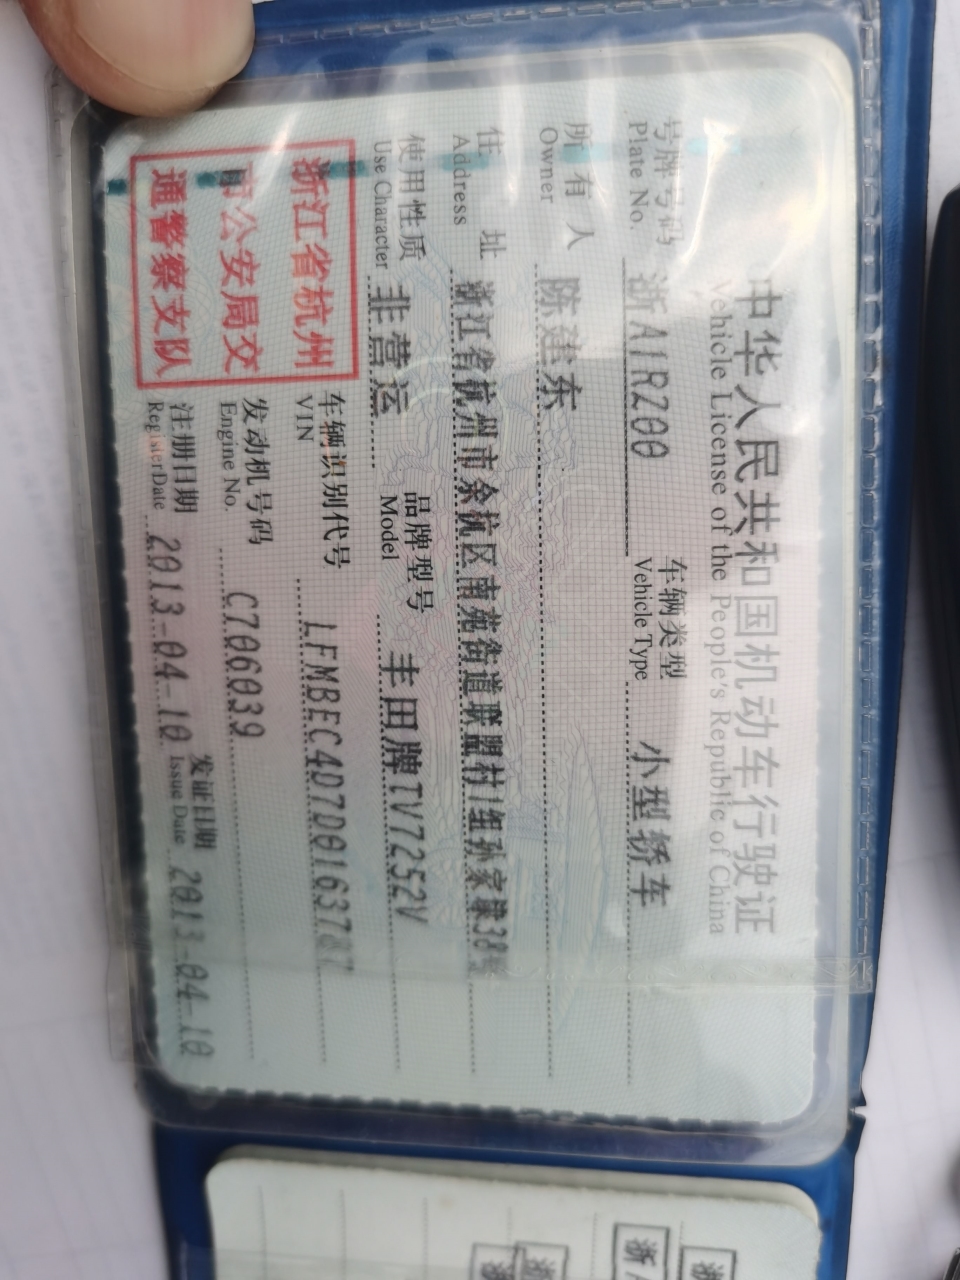 中华人民共和国机动车行驶证
Vehicle License of the People's Republic of China
号牌号码 浙A1RZ00 车辆类型 小型轿车
Plate No. Vehicle Type
所有人 陈建东
Owner
住址 浙江省杭州市余杭区南苑街道联盟村1组孙家 38号
Address
使用性质 非营运 品牌型号 丰田牌TV7252V
Use Character Model
浙江省杭州
市公安局交
通警察支队
车辆识别代号 LFMBEC4D7D0163787
VIN
发动机号码 C706039
Engine No.
注册日期 2013-04-10 发证日期 2013-04-10
Register Date Issue Date
浙
浙A
浙
浙